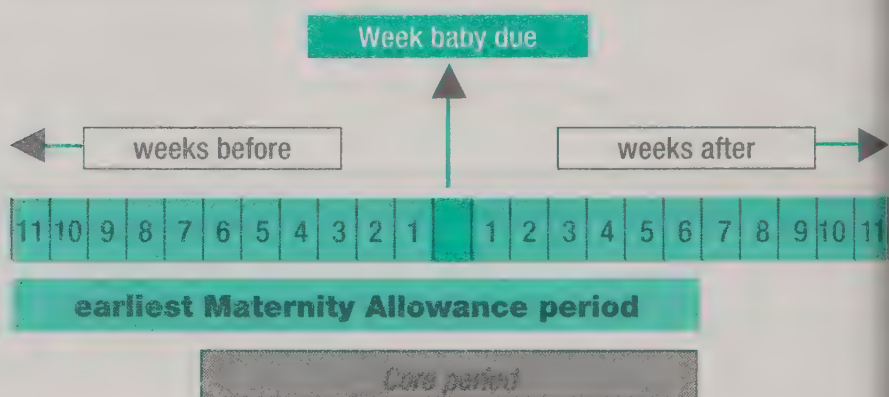 Week baby due
weeks before weeks after
11 10 9 8 7 6 5 4 3 2 1 1 2 3 4 5 6 7 8 9 10 11
earliest Maternity Allowance period
Core period